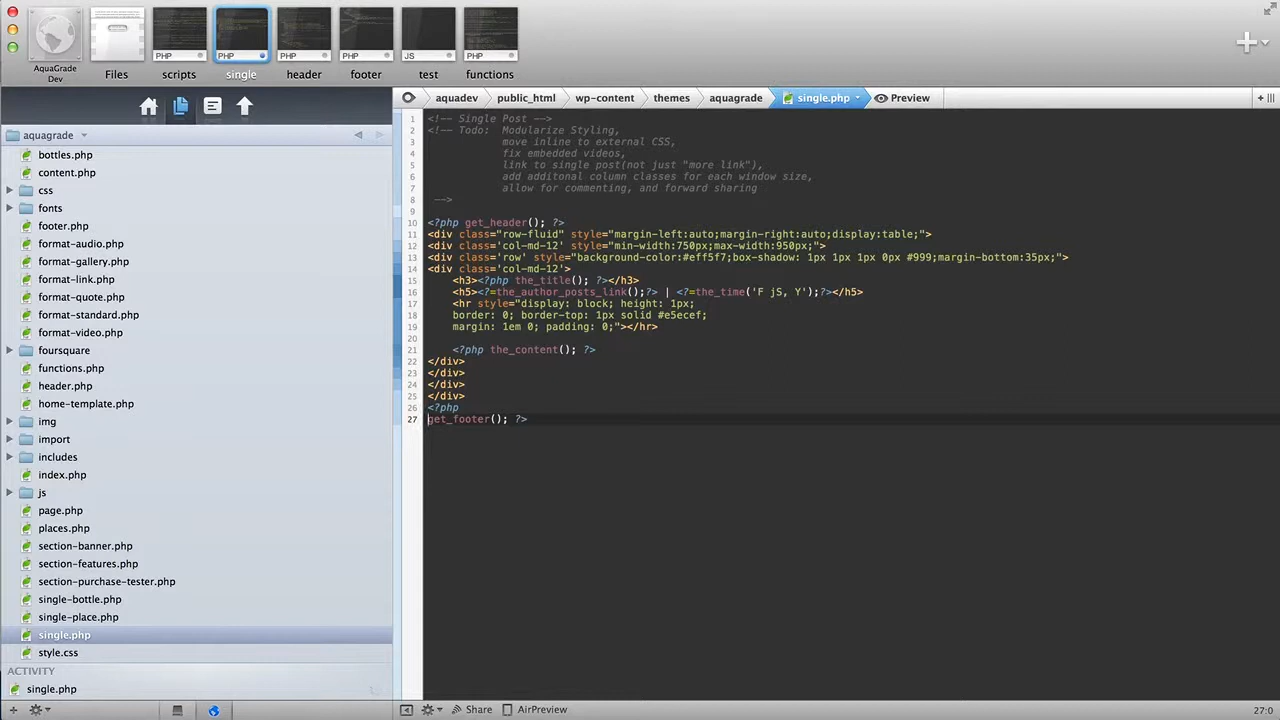 PHP
PHP
PHP
PHP
JS
PHP
AquaGrade
Dev
Files
scripts
single
header
footer
test
functions
aquadev
public_html
wp-content
themes
aquagrade
single.php
Preview
aquagrade
bottles.php
content.php
css
fonts
footer.php
format-audio.php
format-gallery.php
format-link.php
format-quote.php
format-standard.php
format-video.php
foursquare
functions.php
header.php
home-template.php
img
import
includes
index.php
js
page.php
places.php
section-banner.php
section-features.php
section-purchase-tester.php
single-bottle.php
single-place.php
single.php
style.css
ACTIVITY
single.php
1 <!-- Single Post -->
2 <!-- Todo: Modularize Styling,
3 move inline to external CSS,
4 fix embedded videos,
5 link to single post(not just "more link"),
6 add additonal column classes for each window size,
7 allow for commenting, and forward sharing
8 -->
9
10 <?php get_header(); ?>
11 <div class="row-fluid" style="margin-left:auto;margin-right:auto;display:table;">
12 <div class='col-md-12' style="min-width:750px;max-width:950px;">
13 <div class='row' style="background-color:#eff5f7;box-shadow: 1px 1px 1px 0px #999;margin-bottom:35px;">
14 <div class='col-md-12'>
15 <h3><?php the_title(); ?></h3>
16 <h5><?=the_author_posts_link();?> | <?=the_time('F jS, Y');?></h5>
17 <hr style="display: block; height: 1px;
18 border: 0; border-top: 1px solid #e5ecef;
19 margin: 1em 0; padding: 0;"></hr>
20
21 <?php the_content(); ?>
22 </div>
23 </div>
24 </div>
25 </div>
26 <?php
27 get_footer(); ?>
Share
AirPreview
27:0